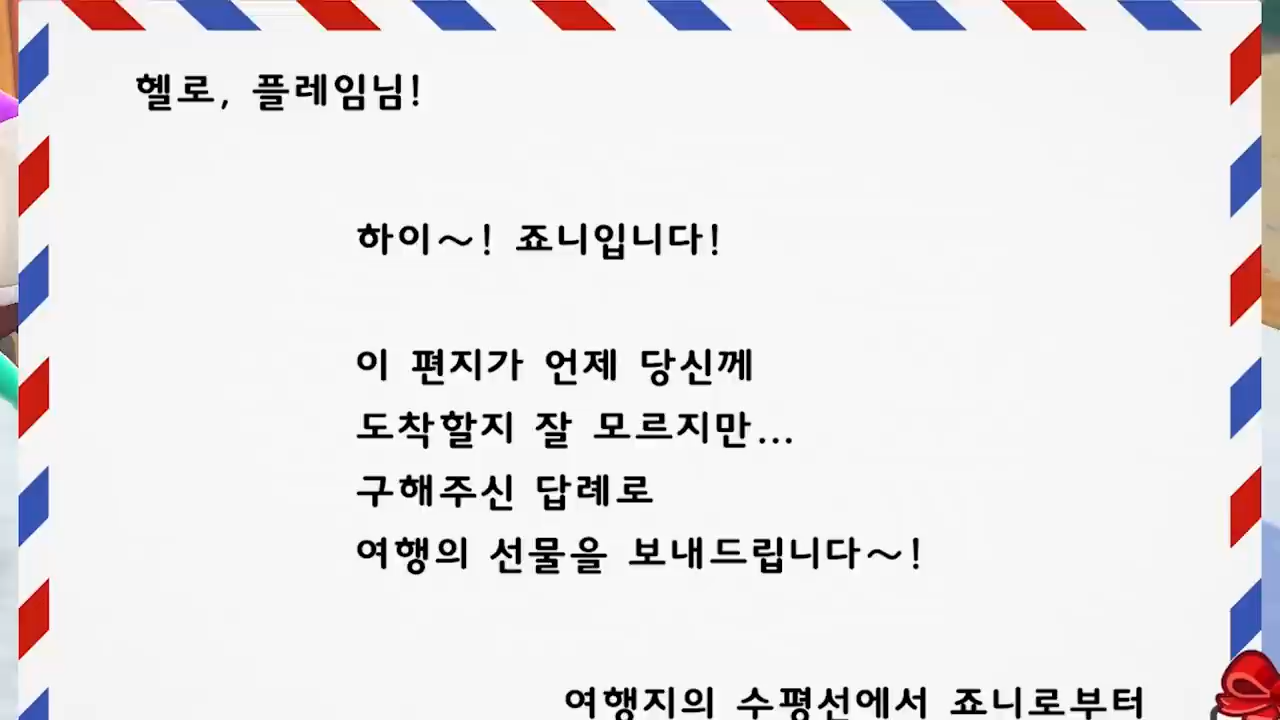 헬로, 플레임님!
하이~! 죠니입니다!
이 편지가 언제 당신께
도착할지 잘 모르지만...
구해주신 답례로
여행의 선물을 보내드립니다~!
여행지의 수평선에서 죠니로부터